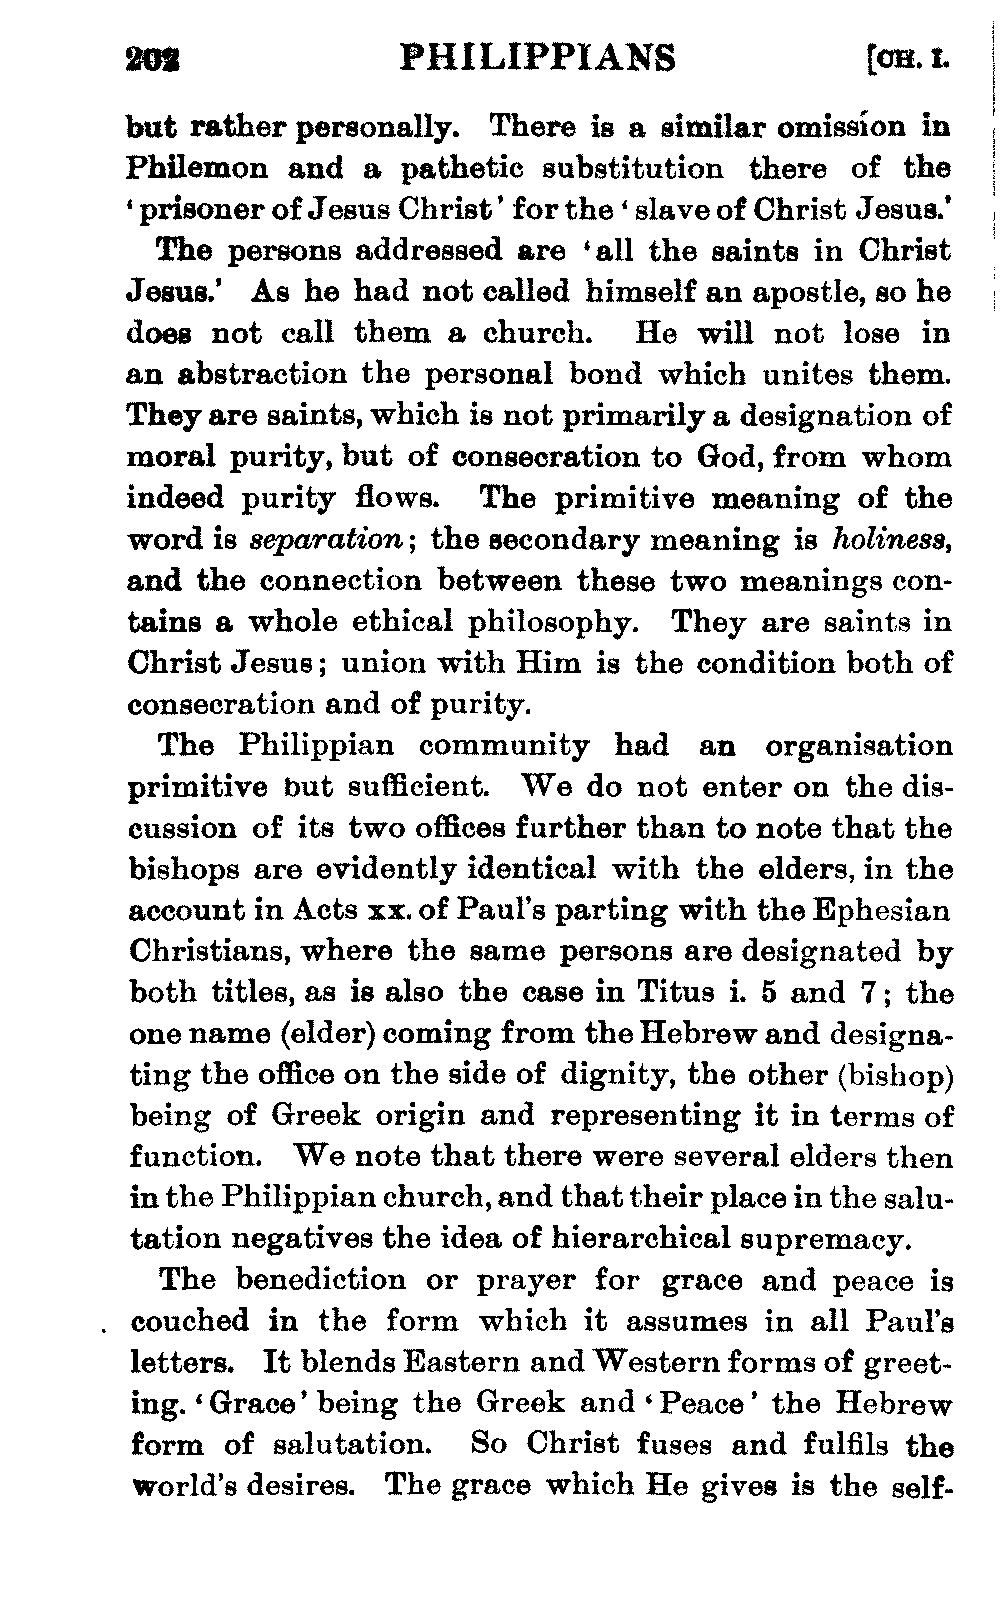 202 PHILIPPIANS [CH. I.
but rather personally. There is a similar omission in
Philemon and a pathetic substitution there of the
‘prisoner of Jesus Christ’ for the ‘slave of Christ Jesus.’
The persons addressed are ‘all the saints in Christ
Jesus.’ As he had not called himself an apostle, so he
does not call them a church. He will not lose in
an abstraction the personal bond which unites them.
They are saints, which is not primarily a designation of
moral purity, but of consecration to God, from whom
indeed purity flows. The primitive meaning of the
word is separation; the secondary meaning is holiness,
and the connection between these two meanings con-
tains a whole ethical philosophy. They are saints in
Christ Jesus; union with Him is the condition both of
consecration and of purity.
The Philippian community had an organisation
primitive but sufficient. We do not enter on the dis-
cussion of its two offices further than to note that the
bishops are evidently identical with the elders, in the
account in Acts xx. of Paul's parting with the Ephesian
Christians, where the same persons are designated by
both titles, as is also the case in Titus i. 5 and 7; the
one name (elder) coming from the Hebrew and designa-
ting the office on the side of dignity, the other (bishop)
being of Greek origin and representing it in terms of
function. We note that there were several elders then
in the Philippian church, and that their place in the salu-
tation negatives the idea of hierarchical supremacy.
The benediction or prayer for grace and peace is
couched in the form which it assumes in all Paul's
letters. It blends Eastern and Western forms of greet-
ing. ‘Grace’ being the Greek and ‘Peace’ the Hebrew
form of salutation. So Christ fuses and fulfils the
world's desires. The grace which He gives is the self-